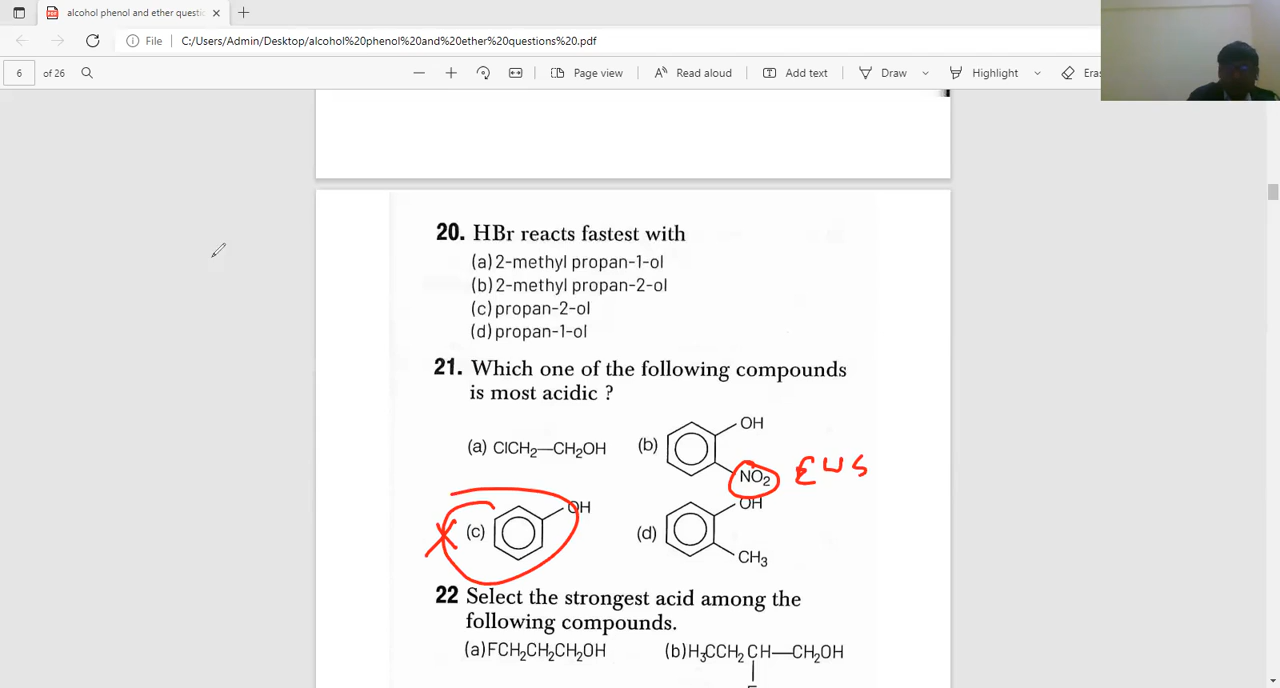 alcohol phenol and ether questi
File C:/Users/Admin/Desktop/alcohol%20phenol%20and%20ether%20questions%20.pdf
6 of 26 Page view Read aloud Add text Draw Highlight Eras
20. HBr reacts fastest with
(a) 2-methyl propan-1-ol
(b) 2-methyl propan-2-ol
(c) propan-2-ol
(d) propan-1-ol
21. Which one of the following compounds
is most acidic ?
(a) ClCH₂—CH₂OH (b) OH
NO₂ EWS
(c) OH (d) OH
CH₃
22 Select the strongest acid among the
following compounds.
(a) FCH₂CH₂CH₂OH (b) H₃CCH₂CH—CH₂OH